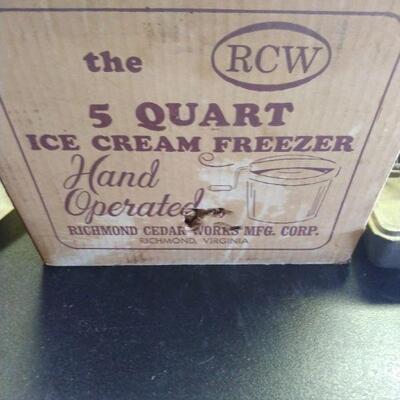 the RCW
5 QUART
ICE CREAM FREEZER
Hand
Operated
RICHMOND CEDAR WORKS MFG. CORP.
RICHMOND, VIRGINIA